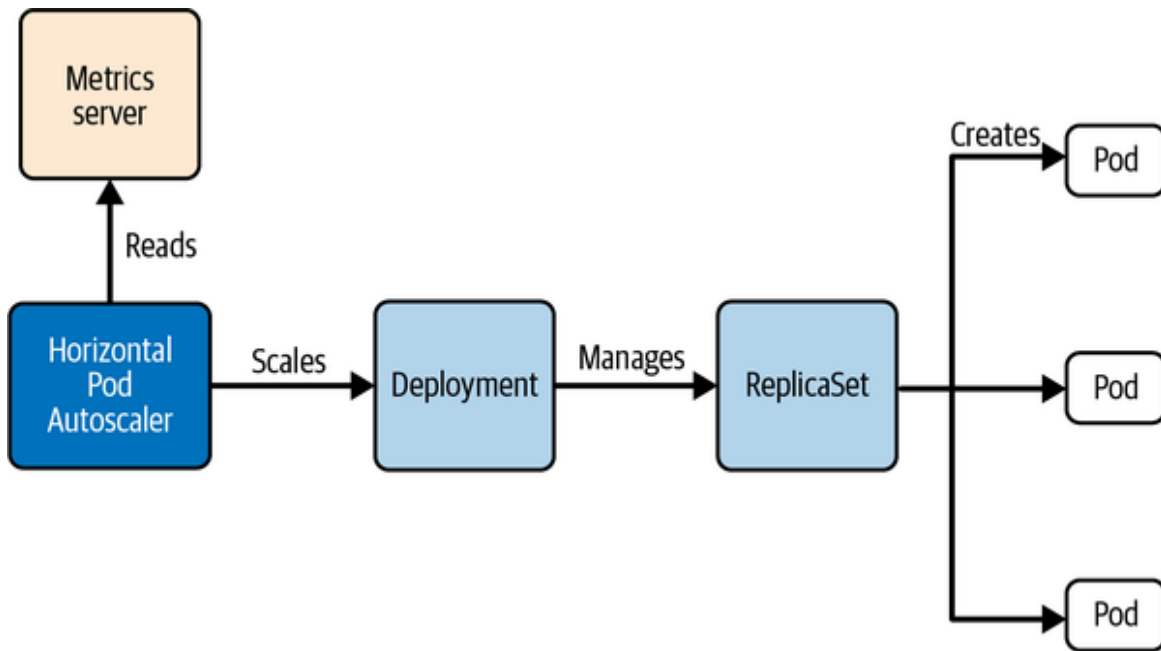 Metrics
server
Reads
Horizontal
Pod
Autoscaler
Scales
Deployment
Manages
ReplicaSet
Creates
Pod
Pod
Pod